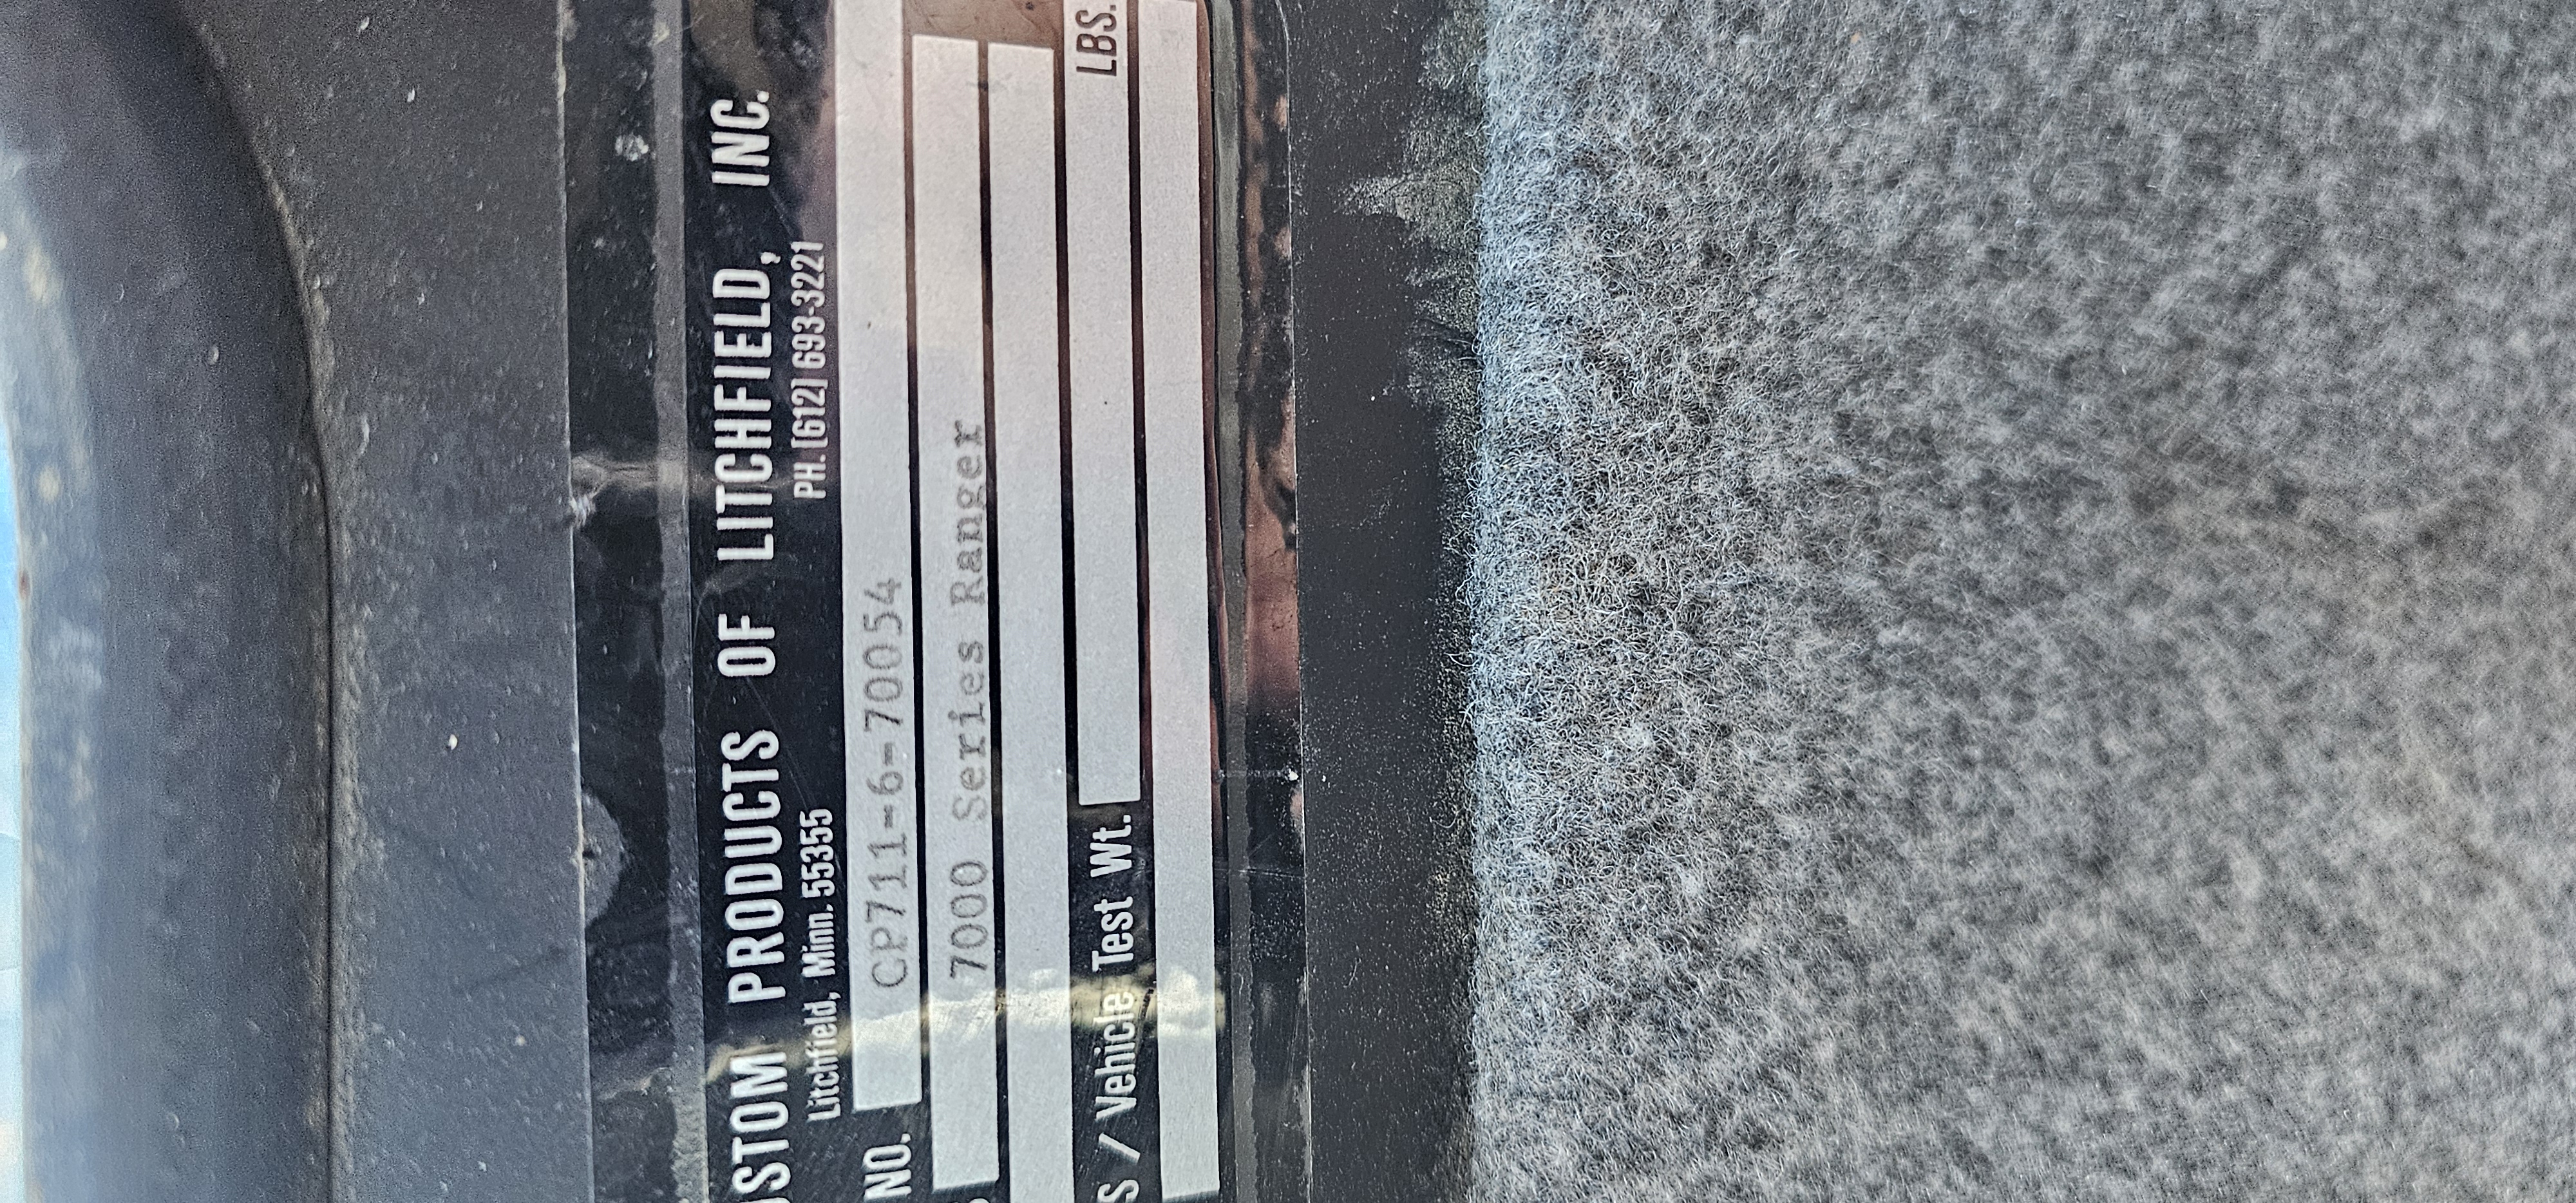 USTOM PRODUCTS OF LITCHFIELD, INC.
Litchfield, Minn. 55355 PH. [612] 693-3221
NO. CP711-6-70054
7000 Series Ranger
S / Vehicle Test Wt. LBS.